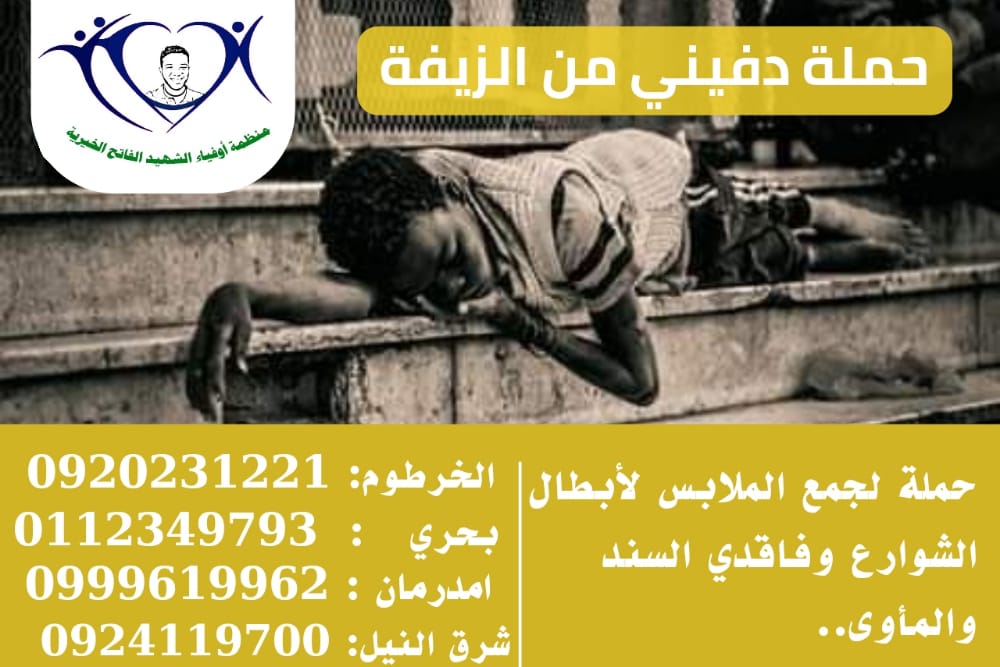 منظمة أوفياء الشهيد الفاتح الخيرية
حملة دفيني من الزيفة
حملة لجمع الملابس لأبطال
الشوارع وفاقدي السند
والمأوى..
الخرطوم: 0920231221
بحري : 0112349793
امدرمان : 0999619962
شرق النيل: 0924119700